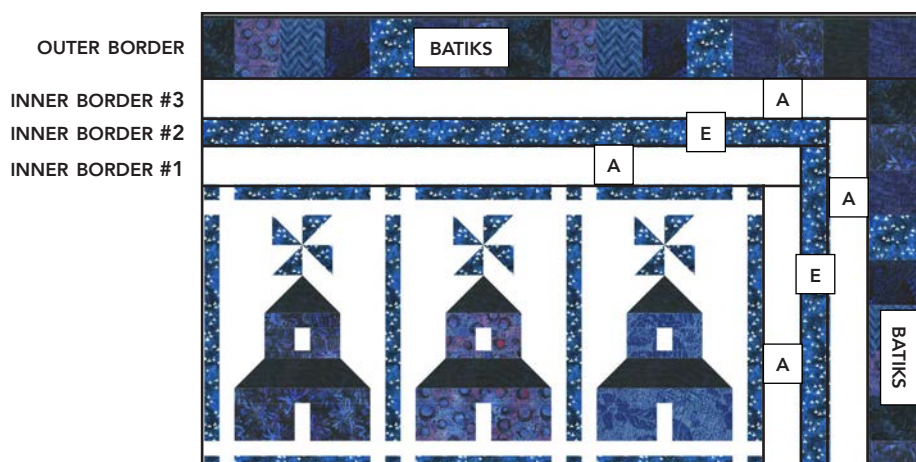 OUTER BORDER
BATIKS
INNER BORDER #3
A
INNER BORDER #2
E
INNER BORDER #1
A
A
E
A
BATIKS